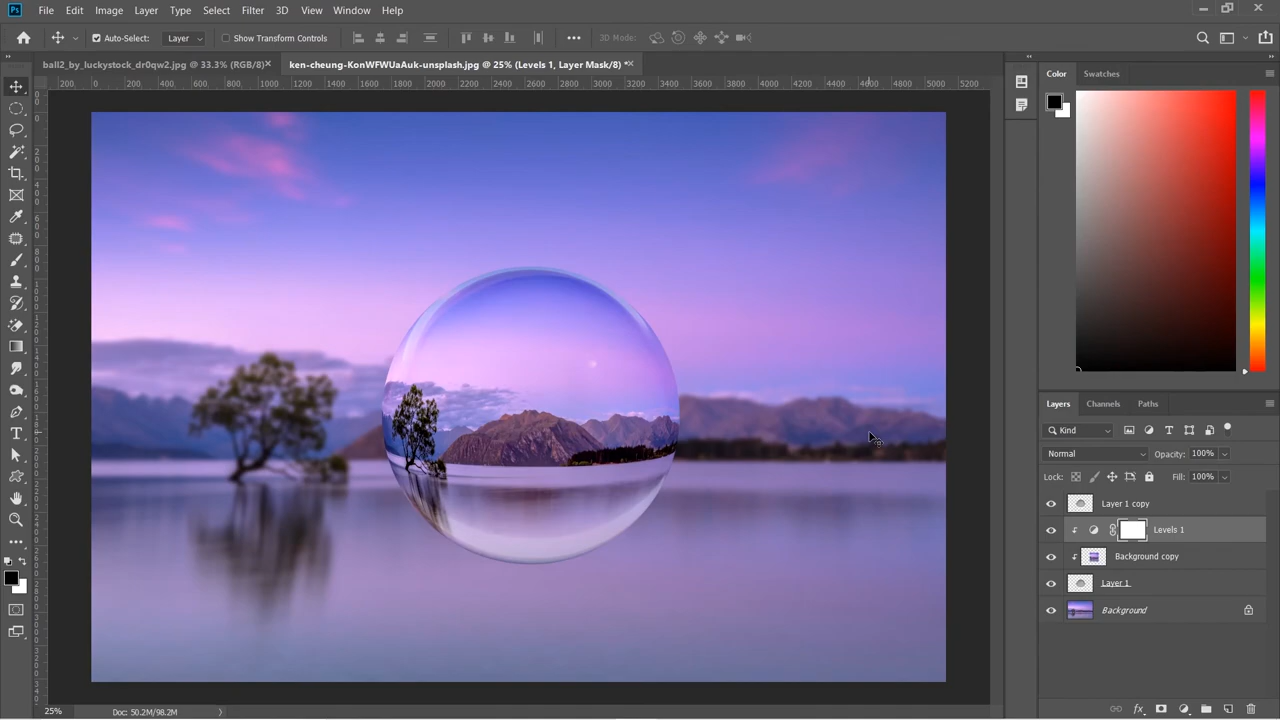 Ps File Edit Image Layer Type Select Filter 3D View Window Help
Auto-Select: Layer Show Transform Controls 3D Mode:
ball2_by_luckystock_dr0qw2.jpg @ 33.3% (RGB/8) × ken-cheung-KonWFWUaAuk-unsplash.jpg @ 25% (Levels 1, Layer Mask/8) * ×
200 0 200 400 600 800 1000 1200 1400 1600 1800 2000 2200 2400 2600 2800 3000 3200 3400 3600 3800 4000 4200 4400 4600 4800 5000 5200
Color Swatches
Layers Channels Paths
Kind
Normal Opacity: 100%
Lock: Fill: 100%
Layer 1 copy
Levels 1
Background copy
Layer 1
Background
25% Doc: 50.2M/98.2M